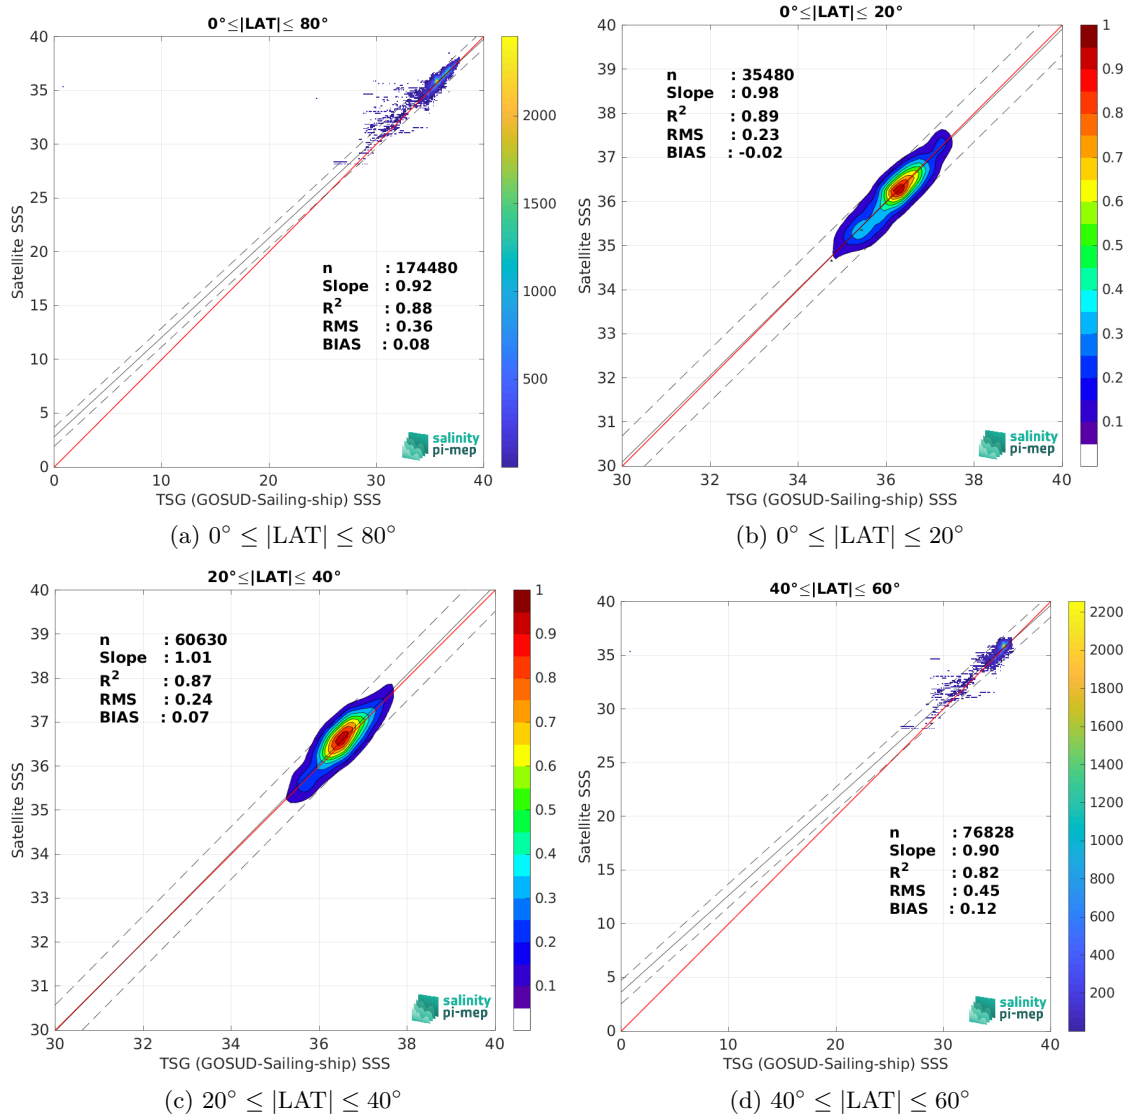 0°≤|LAT|≤ 80°
40
35
30
25
20
15
10
5
0
Satellite SSS
n : 174480
Slope : 0.92
R² : 0.88
RMS : 0.36
BIAS : 0.08
salinity
pi-mep
0 10 20 30 40
TSG (GOSUD-Sailing-ship) SSS
2000
1500
1000
500
(a) 0° ≤ |LAT| ≤ 80°
0°≤|LAT|≤ 20°
40
39
38
37
36
35
34
33
32
31
30
Satellite SSS
n : 35480
Slope : 0.98
R² : 0.89
RMS : 0.23
BIAS : -0.02
salinity
pi-mep
30 32 34 36 38 40
TSG (GOSUD-Sailing-ship) SSS
1
0.9
0.8
0.7
0.6
0.5
0.4
0.3
0.2
0.1
(b) 0° ≤ |LAT| ≤ 20°
20°≤|LAT|≤ 40°
40
39
38
37
36
35
34
33
32
31
30
Satellite SSS
n : 60630
Slope : 1.01
R² : 0.87
RMS : 0.24
BIAS : 0.07
salinity
pi-mep
30 32 34 36 38 40
TSG (GOSUD-Sailing-ship) SSS
1
0.9
0.8
0.7
0.6
0.5
0.4
0.3
0.2
0.1
(c) 20° ≤ |LAT| ≤ 40°
40°≤|LAT|≤ 60°
40
35
30
25
20
15
10
5
0
Satellite SSS
n : 76828
Slope : 0.90
R² : 0.82
RMS : 0.45
BIAS : 0.12
salinity
pi-mep
0 10 20 30 40
TSG (GOSUD-Sailing-ship) SSS
2200
2000
1800
1600
1400
1200
1000
800
600
400
200
(d) 40° ≤ |LAT| ≤ 60°